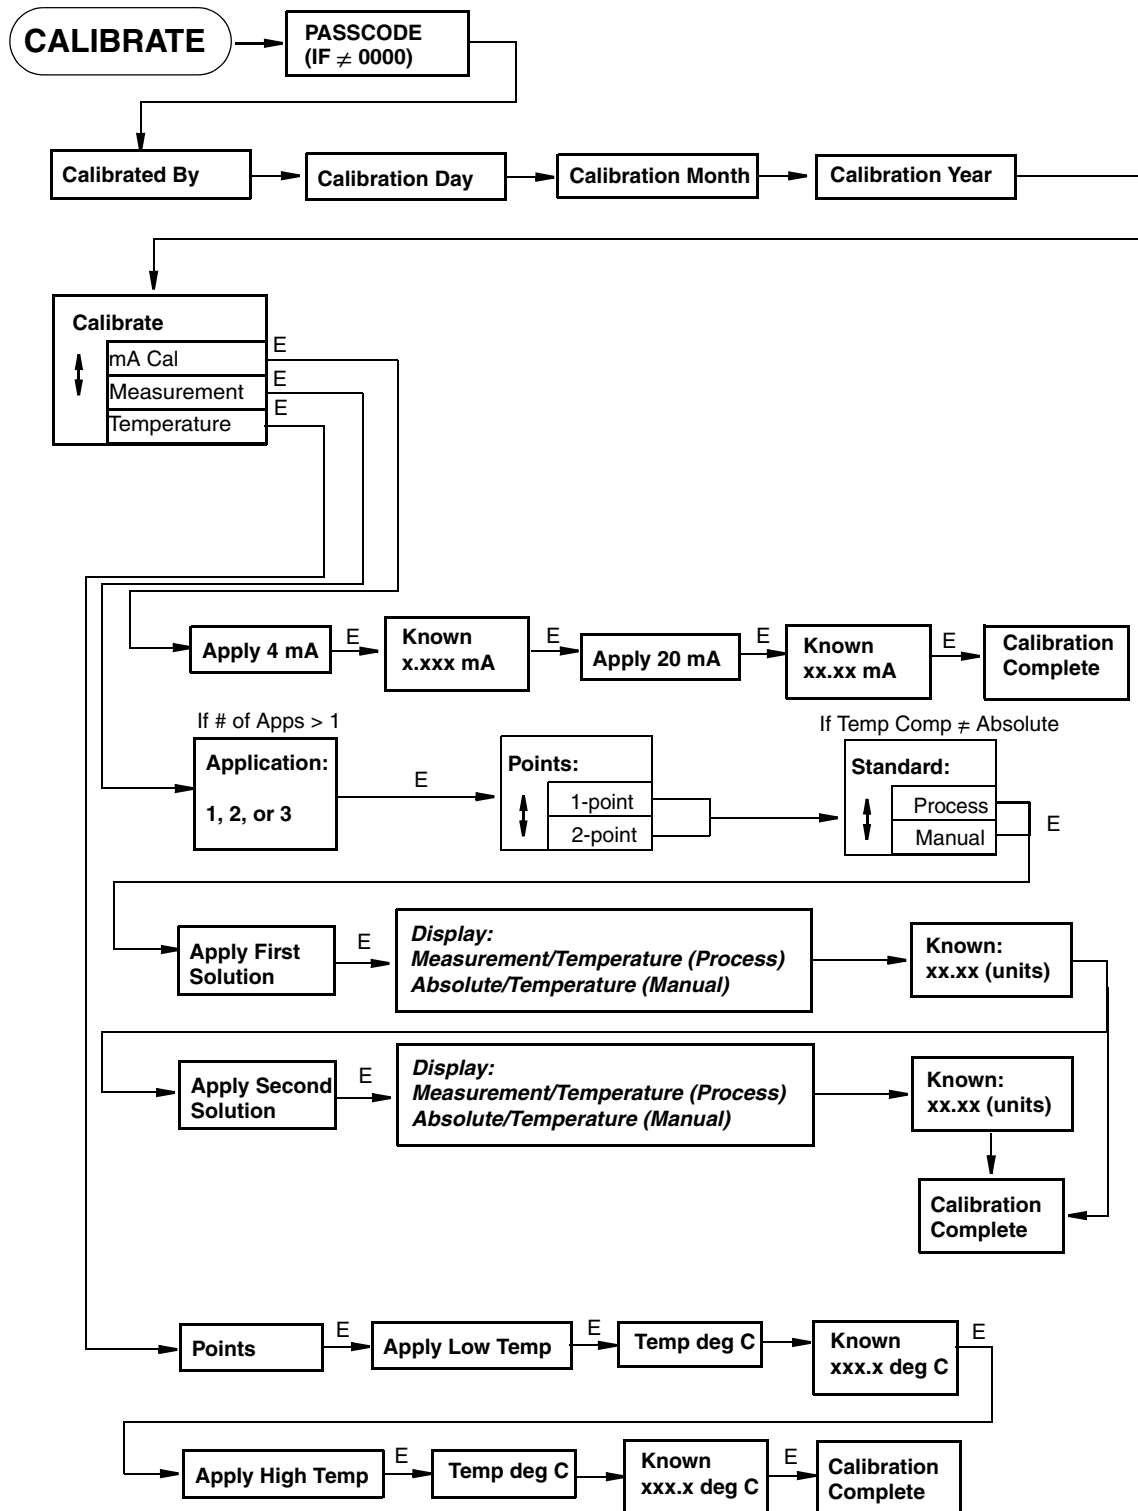 CALIBRATE
PASSCODE
(IF ≠ 0000)
Calibrated By
Calibration Day
Calibration Month
Calibration Year
Calibrate
mA Cal
E
Measurement
E
Temperature
E
Apply 4 mA
E
Known
x.xxx mA
E
Apply 20 mA
E
Known
xx.xx mA
E
Calibration
Complete
If # of Apps > 1
Application:
1, 2, or 3
E
Points:
1-point
2-point
If Temp Comp ≠ Absolute
Standard:
Process
Manual
E
Apply First
Solution
E
Display:
Measurement/Temperature (Process)
Absolute/Temperature (Manual)
Known:
xx.xx (units)
Apply Second
Solution
E
Display:
Measurement/Temperature (Process)
Absolute/Temperature (Manual)
Known:
xx.xx (units)
Calibration
Complete
Points
E
Apply Low Temp
E
Temp deg C
Known
xxx.x deg C
E
Apply High Temp
E
Temp deg C
Known
xxx.x deg C
E
Calibration
Complete